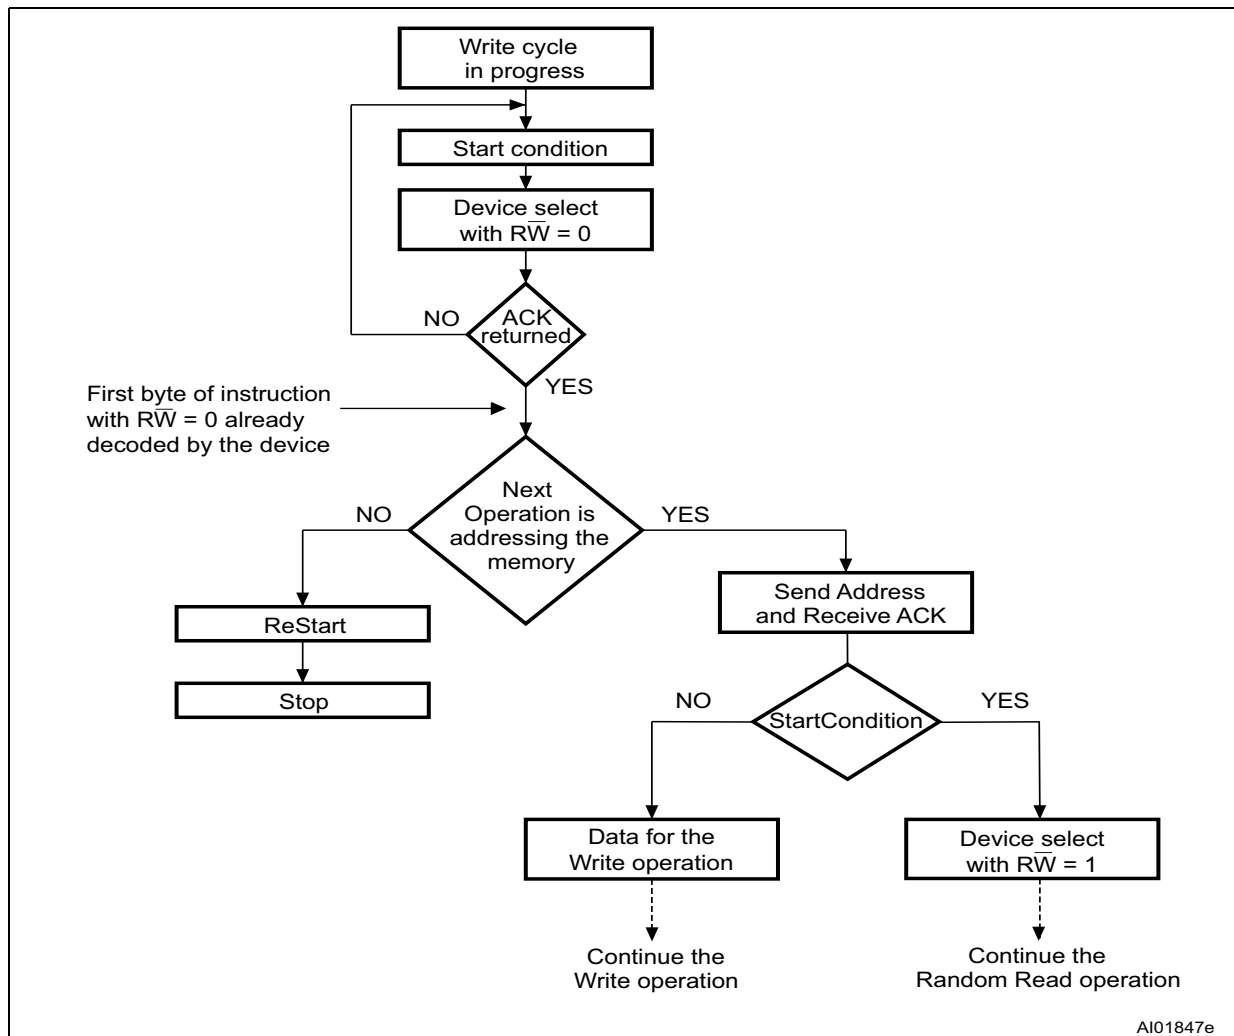 Write cycle
in progress
Start condition
Device select
with RW̅ = 0
NO
ACK
returned
YES
First byte of instruction
with RW̅ = 0 already
decoded by the device
Next
Operation is
addressing the
memory
NO
YES
ReStart
Stop
Send Address
and Receive ACK
StartCondition
NO
YES
Data for the
Write operation
Device select
with RW̅ = 1
Continue the
Write operation
Continue the
Random Read operation
AI01847e